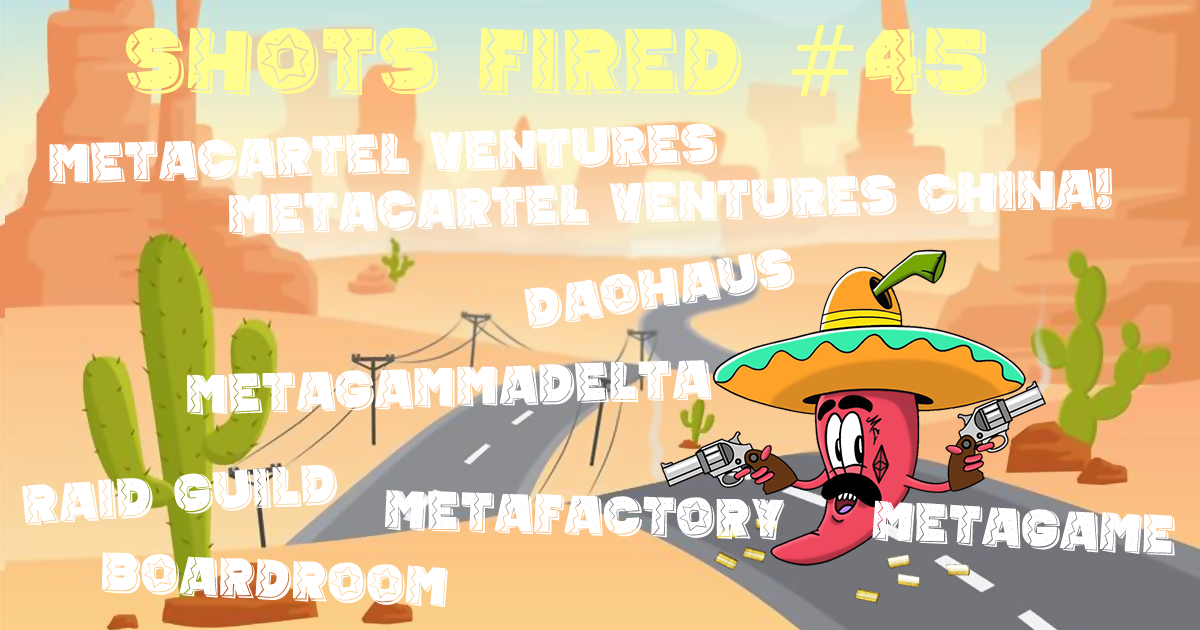 SHOTS FIRED #45
METACARTEL VENTURES
METACARTEL VENTURES CHINA!
DAOHAUS
METAGAMMADELTA
RAID GUILD
METAFACTORY
METAGAME
BOARDROOM